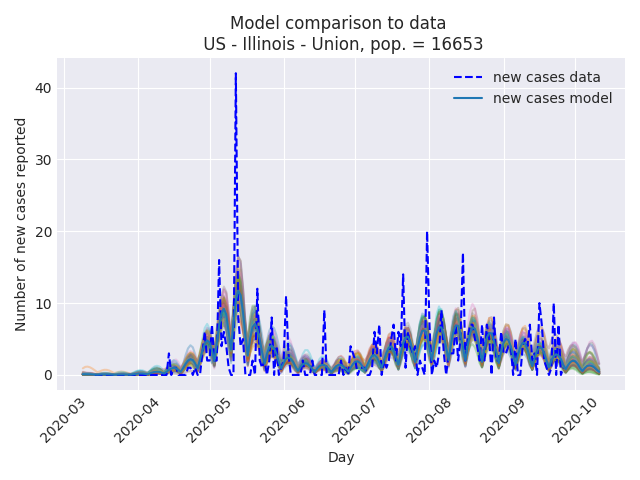 Model comparison to data
US - Illinois - Union, pop. = 16653
new cases data
new cases model
Number of new cases reported
40
30
20
10
0
2020-03
2020-04
2020-05
2020-06
2020-07
2020-08
2020-09
2020-10
Day